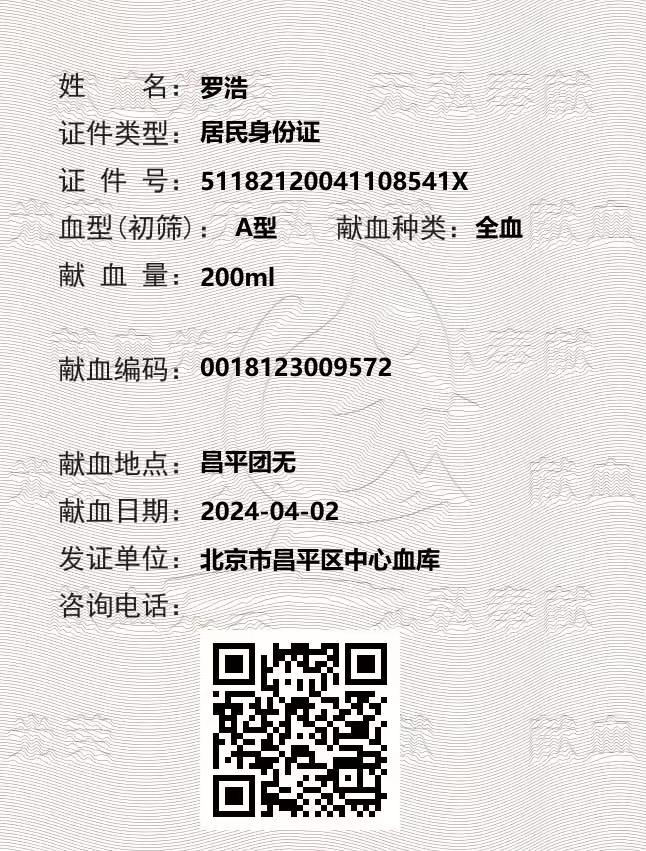 姓名：罗浩
证件类型：居民身份证
证件号：51182120041108541X
血型(初筛)：A型 献血种类：全血
献血量：200ml
献血编码：0018123009572
献血地点：昌平团无
献血日期：2024-04-02
发证单位：北京市昌平区中心血库
咨询电话：